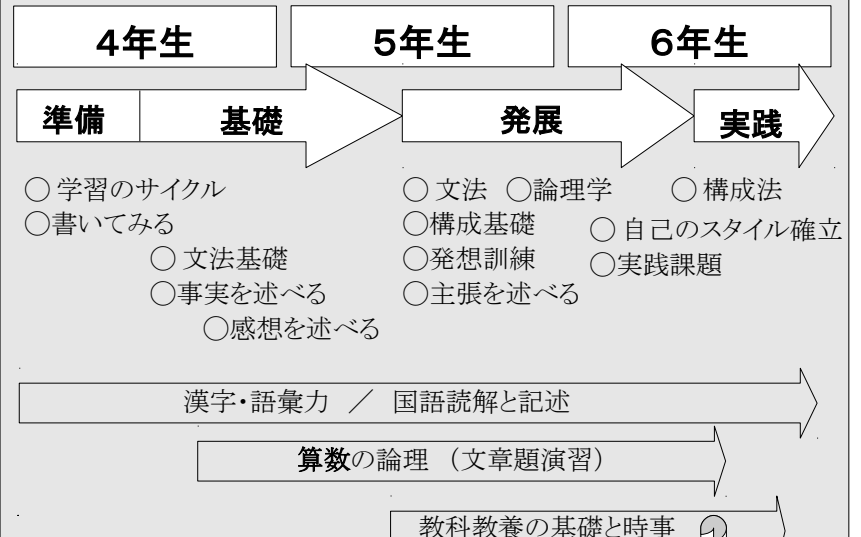 4年生 5年生 6年生
準備 基礎 発展 実践
○ 学習のサイクル ○ 文法 ○論理学 ○ 構成法
○書いてみる ○構成基礎 ○ 自己のスタイル確立
○ 文法基礎 ○発想訓練 ○実践課題
○事実を述べる ○主張を述べる
○感想を述べる
漢字・語彙力 ／ 国語読解と記述
算数の論理 （文章題演習）
教科教養の基礎と時事